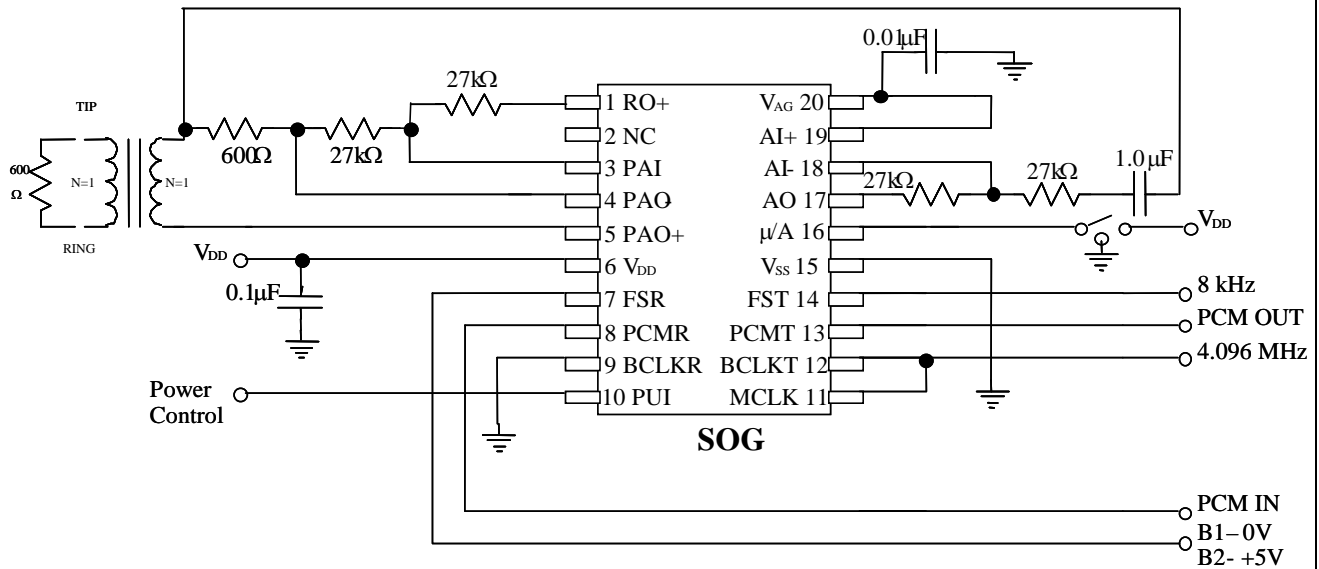 0.01μF
27kΩ
TIP
1 RO+
VAG 20
2 NC
AI+ 19
600Ω
27kΩ
1.0μF
600
Ω
N=1
N=1
3 PAI
AI- 18
27kΩ
27kΩ
4 PAO-
AO 17
RING
5 PAO+
μ/A 16
VDD
VDD
6 VDD
VSS 15
0.1μF
7 FSR
FST 14
8 kHz
8 PCMR
PCMT 13
PCM OUT
9 BCLKR
BCLKT 12
4.096 MHz
Power
Control
10 PUI
MCLK 11
SOG
PCM IN
B1–0V
B2- +5V